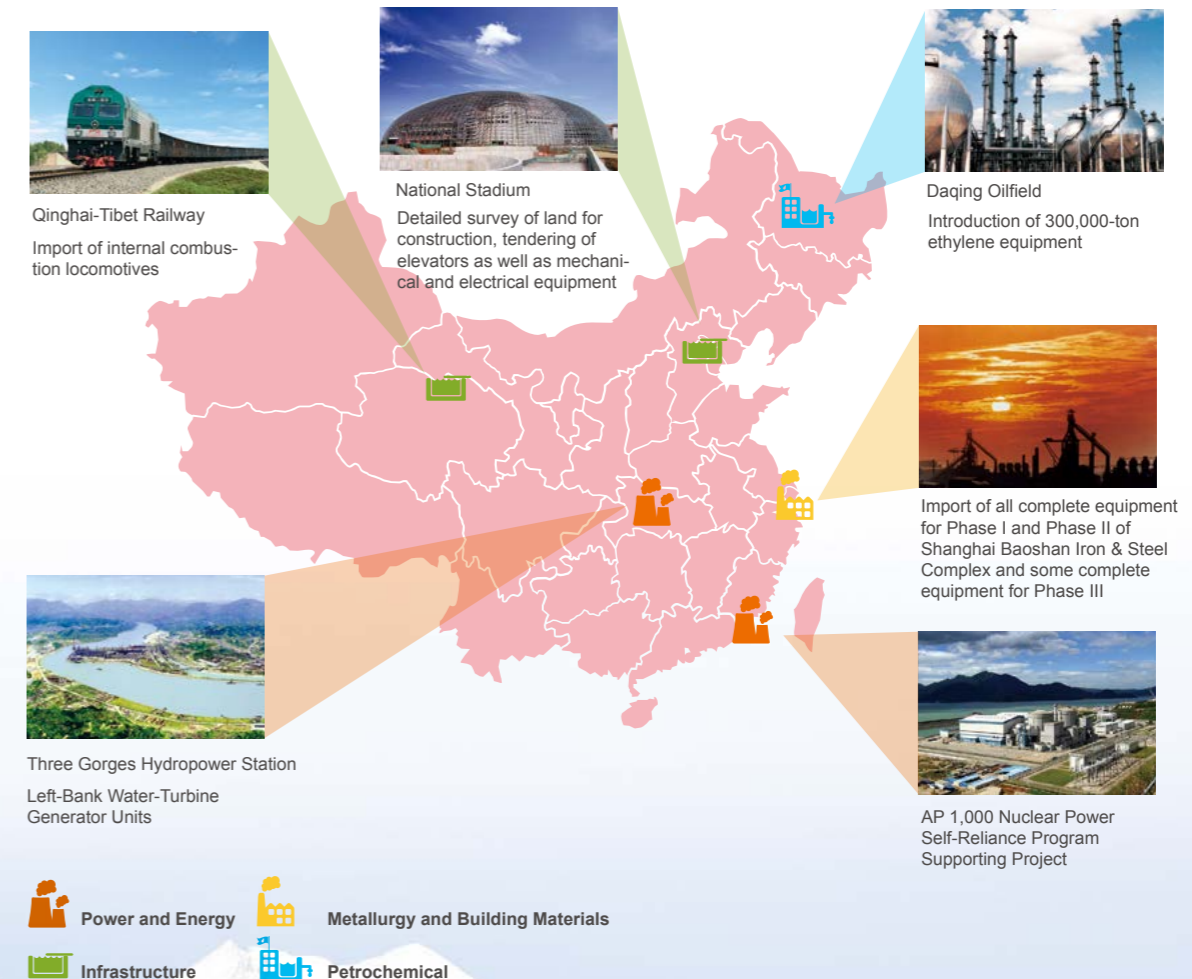 Qinghai-Tibet Railway
Import of internal combus-
tion locomotives
National Stadium
Detailed survey of land for
construction, tendering of
elevators as well as mechani-
cal and electrical equipment
Daqing Oilfield
Introduction of 300,000-ton
ethylene equipment
Import of all complete equipment
for Phase I and Phase II of
Shanghai Baoshan Iron & Steel
Complex and some complete
equipment for Phase III
Three Gorges Hydropower Station
Left-Bank Water-Turbine
Generator Units
AP 1,000 Nuclear Power
Self-Reliance Program
Supporting Project
Power and Energy
Metallurgy and Building Materials
Infrastructure
Petrochemical